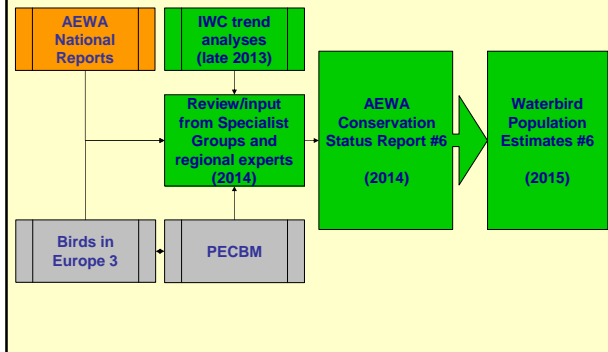 AEWA
National
Reports
IWC trend
analyses
(late 2013)
Review/input
from Specialist
Groups and
regional experts
(2014)
AEWA
Conservation
Status Report #6
(2014)
Waterbird
Population
Estimates #6
(2015)
Birds in
Europe 3
PECBM